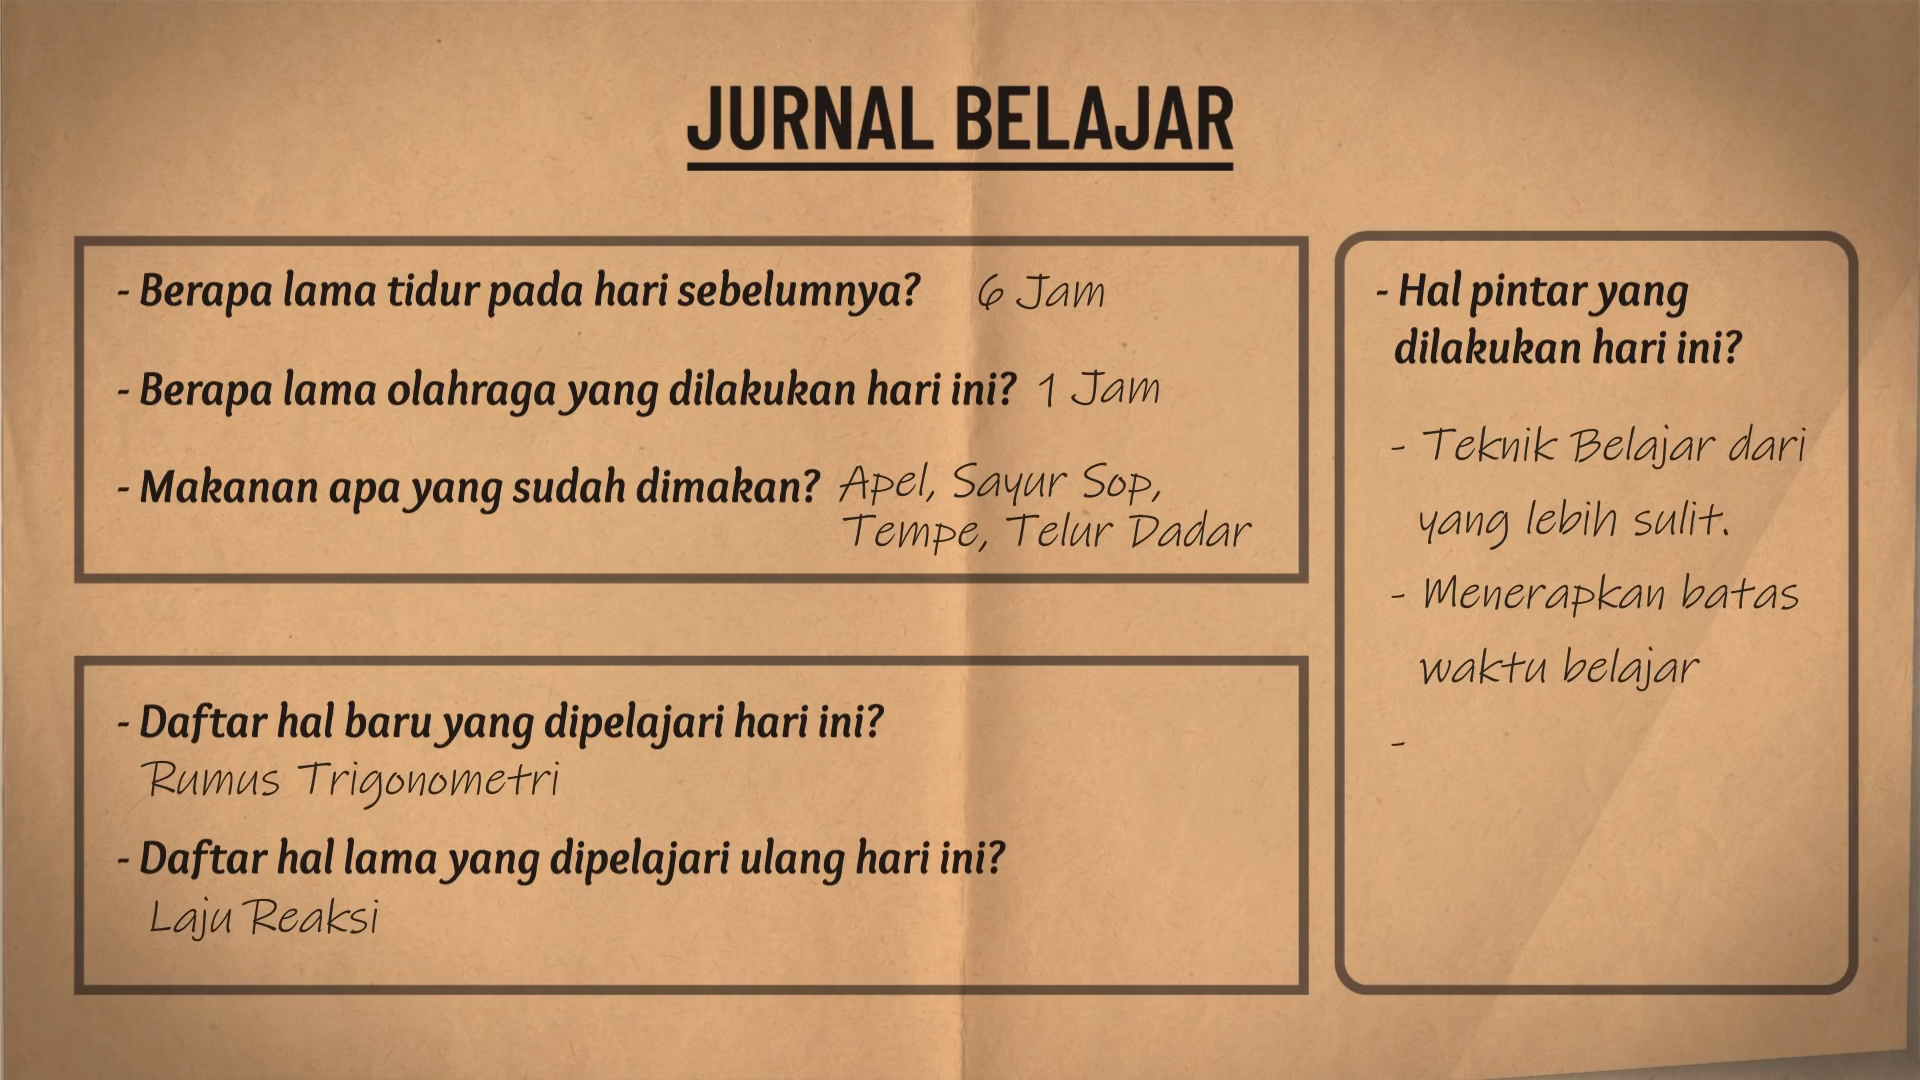 JURNAL BELAJAR
- Berapa lama tidur pada hari sebelumnya? 6 Jam
- Berapa lama olahraga yang dilakukan hari ini? 1 Jam
- Makanan apa yang sudah dimakan? Apel, Sayur Sop,
Tempe, Telur Dadar
- Daftar hal baru yang dipelajari hari ini?
Rumus Trigonometri
- Daftar hal lama yang dipelajari ulang hari ini?
Laju Reaksi
- Hal pintar yang
dilakukan hari ini?
- Teknik Belajar dari
yang lebih sulit.
- Menerapkan batas
waktu belajar
-